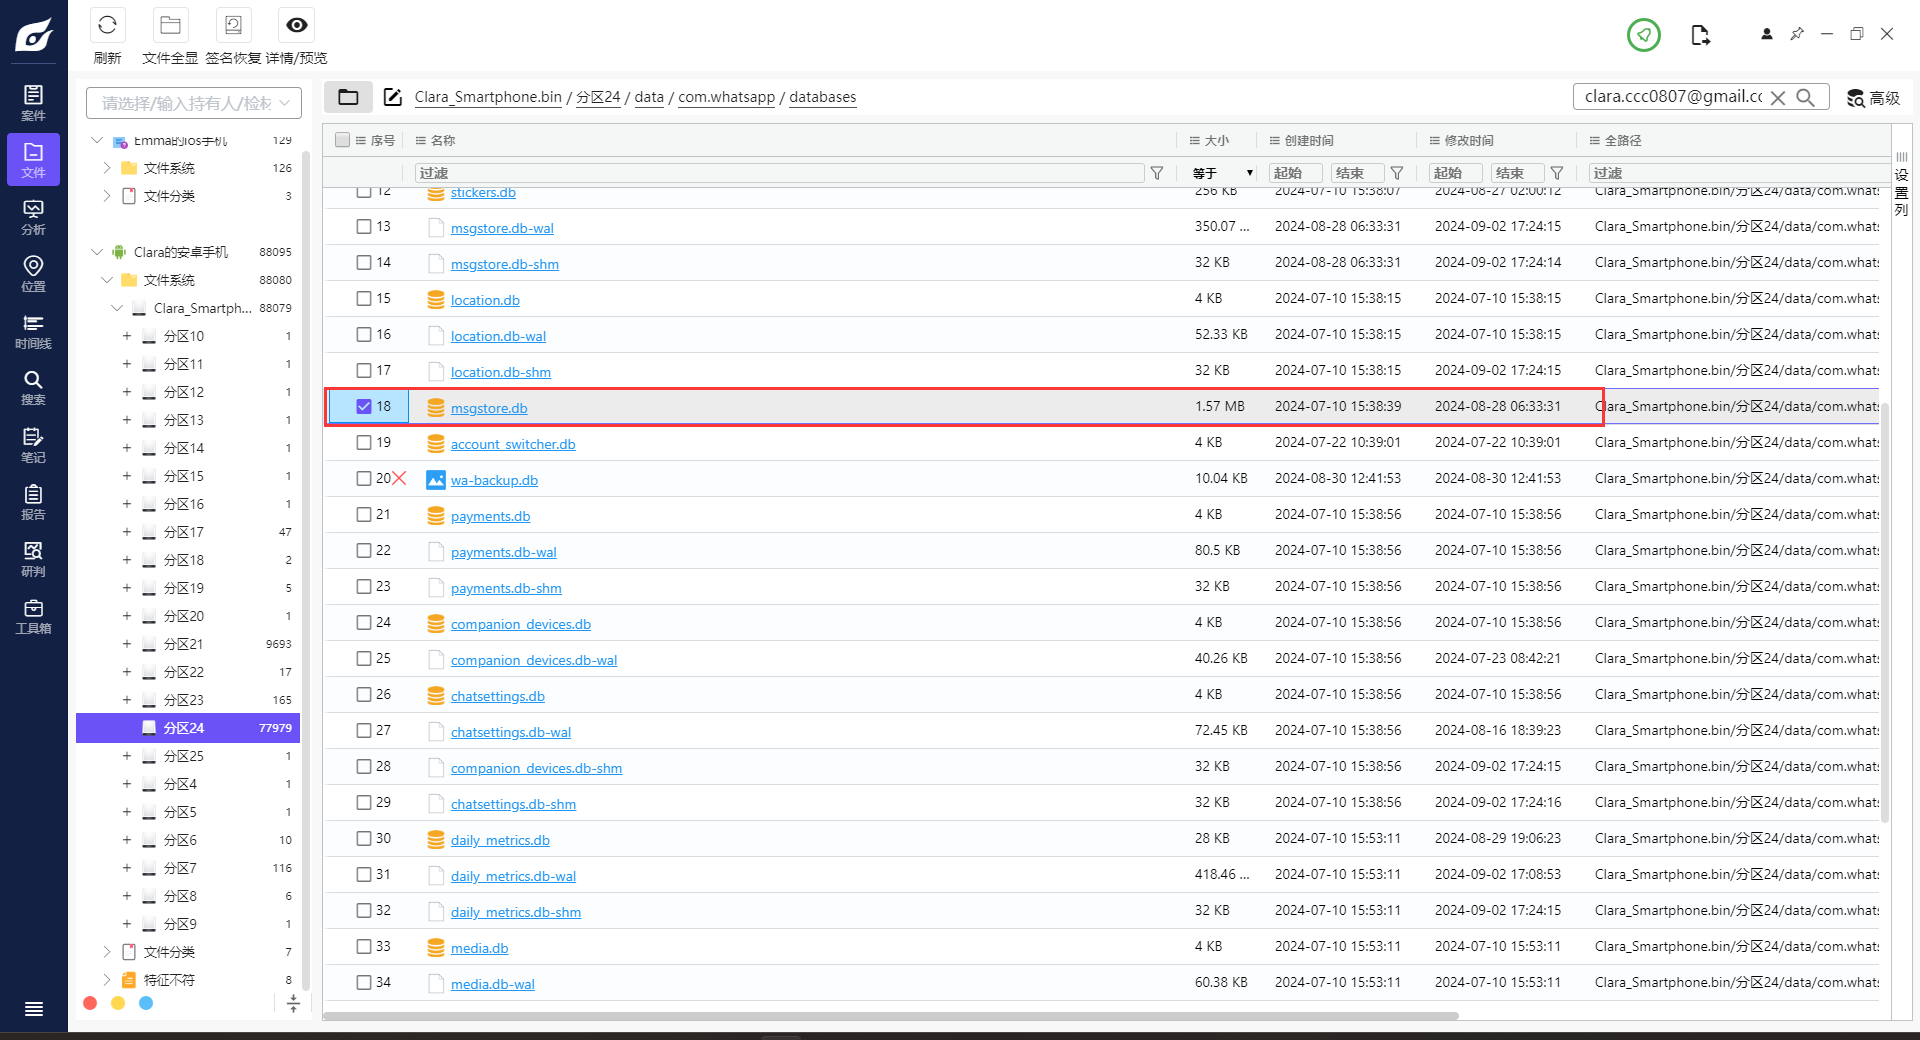 刷新
文件全显
签名恢复
详情/预览
案件
文件
分析
位置
时间线
搜索
笔记
报告
研判
工具箱
请选择/输入持有人/检材
Emma的ios手机 129
文件系统 126
文件分类 3
Clara的安卓手机 88095
文件系统 88080
Clara_Smartph... 88079
分区10 1
分区11 1
分区12 1
分区13 1
分区14 1
分区15 1
分区16 1
分区17 47
分区18 2
分区19 5
分区20 1
分区21 9693
分区22 17
分区23 165
分区24 77979
分区25 1
分区4 1
分区5 1
分区6 10
分区7 116
分区8 6
分区9 1
文件分类 7
特征不符 8
Clara_Smartphone.bin / 分区24 / data / com.whatsapp / databases
clara.ccc0807@gmail.cc
高级
序号 名称 大小 创建时间 修改时间 全路径
过滤 等于 起始 结束 起始 结束 过滤
设置列
12 stickers.db 256 KB 2024-07-10 15:38:07 2024-08-27 02:00:12 Clara_Smartphone.bin/分区24/data/com.whats
13 msgstore.db-wal 350.07 ... 2024-08-28 06:33:31 2024-09-02 17:24:15 Clara_Smartphone.bin/分区24/data/com.whats
14 msgstore.db-shm 32 KB 2024-08-28 06:33:31 2024-09-02 17:24:14 Clara_Smartphone.bin/分区24/data/com.whats
15 location.db 4 KB 2024-07-10 15:38:15 2024-07-10 15:38:15 Clara_Smartphone.bin/分区24/data/com.whats
16 location.db-wal 52.33 KB 2024-07-10 15:38:15 2024-07-10 15:38:15 Clara_Smartphone.bin/分区24/data/com.whats
17 location.db-shm 32 KB 2024-07-10 15:38:15 2024-09-02 17:24:15 Clara_Smartphone.bin/分区24/data/com.whats
18 msgstore.db 1.57 MB 2024-07-10 15:38:39 2024-08-28 06:33:31 Clara_Smartphone.bin/分区24/data/com.whats
19 account_switcher.db 4 KB 2024-07-22 10:39:01 2024-07-22 10:39:01 Clara_Smartphone.bin/分区24/data/com.whats
20 wa-backup.db 10.04 KB 2024-08-30 12:41:53 2024-08-30 12:41:53 Clara_Smartphone.bin/分区24/data/com.whats
21 payments.db 4 KB 2024-07-10 15:38:56 2024-07-10 15:38:56 Clara_Smartphone.bin/分区24/data/com.whats
22 payments.db-wal 80.5 KB 2024-07-10 15:38:56 2024-07-10 15:38:56 Clara_Smartphone.bin/分区24/data/com.whats
23 payments.db-shm 32 KB 2024-07-10 15:38:56 2024-07-10 15:38:56 Clara_Smartphone.bin/分区24/data/com.whats
24 companion_devices.db 4 KB 2024-07-10 15:38:56 2024-07-10 15:38:56 Clara_Smartphone.bin/分区24/data/com.whats
25 companion_devices.db-wal 40.26 KB 2024-07-10 15:38:56 2024-07-23 08:42:21 Clara_Smartphone.bin/分区24/data/com.whats
26 chatsettings.db 4 KB 2024-07-10 15:38:56 2024-07-10 15:38:56 Clara_Smartphone.bin/分区24/data/com.whats
27 chatsettings.db-wal 72.45 KB 2024-07-10 15:38:56 2024-08-16 18:39:23 Clara_Smartphone.bin/分区24/data/com.whats
28 companion_devices.db-shm 32 KB 2024-07-10 15:38:56 2024-09-02 17:24:15 Clara_Smartphone.bin/分区24/data/com.whats
29 chatsettings.db-shm 32 KB 2024-07-10 15:38:56 2024-09-02 17:24:16 Clara_Smartphone.bin/分区24/data/com.whats
30 daily_metrics.db 28 KB 2024-07-10 15:53:11 2024-08-29 19:06:23 Clara_Smartphone.bin/分区24/data/com.whats
31 daily_metrics.db-wal 418.46 ... 2024-07-10 15:53:11 2024-09-02 17:08:53 Clara_Smartphone.bin/分区24/data/com.whats
32 daily_metrics.db-shm 32 KB 2024-07-10 15:53:11 2024-09-02 17:24:15 Clara_Smartphone.bin/分区24/data/com.whats
33 media.db 4 KB 2024-07-10 15:53:11 2024-07-10 15:53:11 Clara_Smartphone.bin/分区24/data/com.whats
34 media.db-wal 60.38 KB 2024-07-10 15:53:11 2024-07-10 15:53:11 Clara_Smartphone.bin/分区24/data/com.whats